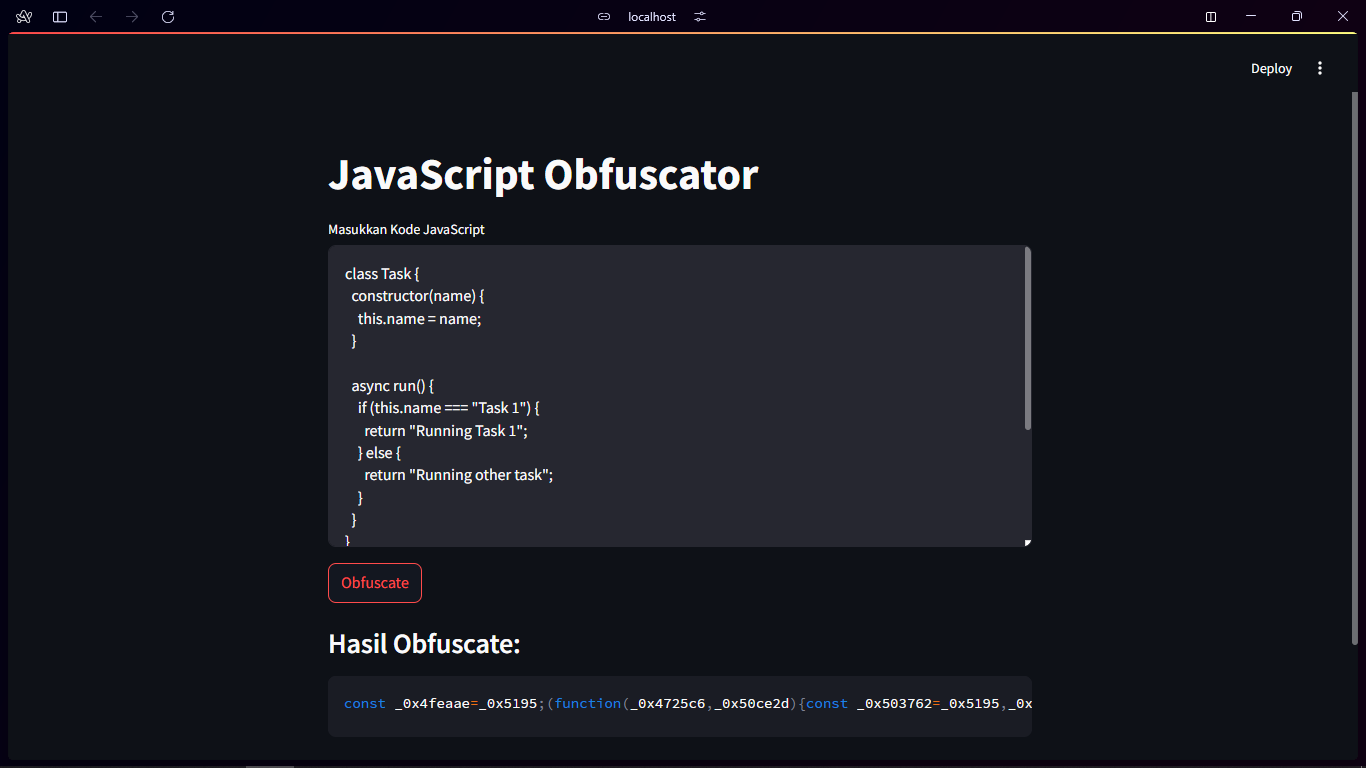 localhost
Deploy
JavaScript Obfuscator
Masukkan Kode JavaScript
class Task {
constructor(name) {
this.name = name;
}
async run() {
if (this.name === "Task 1") {
return "Running Task 1";
} else {
return "Running other task";
}
}
}
Obfuscate
Hasil Obfuscate:
const _0x4feaae=_0x5195;(function(_0x4725c6,_0x50ce2d){const _0x503762=_0x5195,_0x